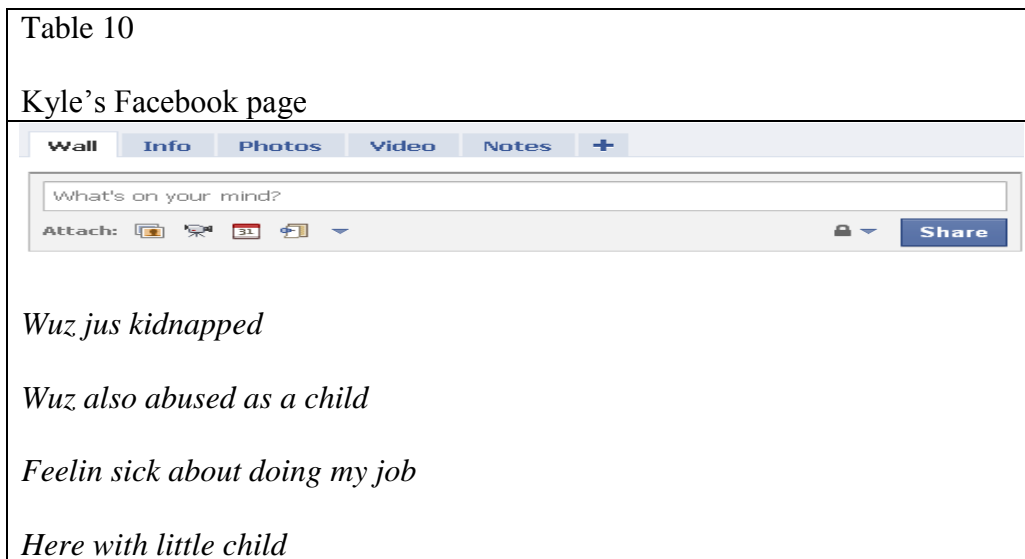 Table 10
Kyle’s Facebook page
Wall Info Photos Video Notes +
What's on your mind?
Attach: 31 Share
Wuz jus kidnapped
Wuz also abused as a child
Feelin sick about doing my job
Here with little child